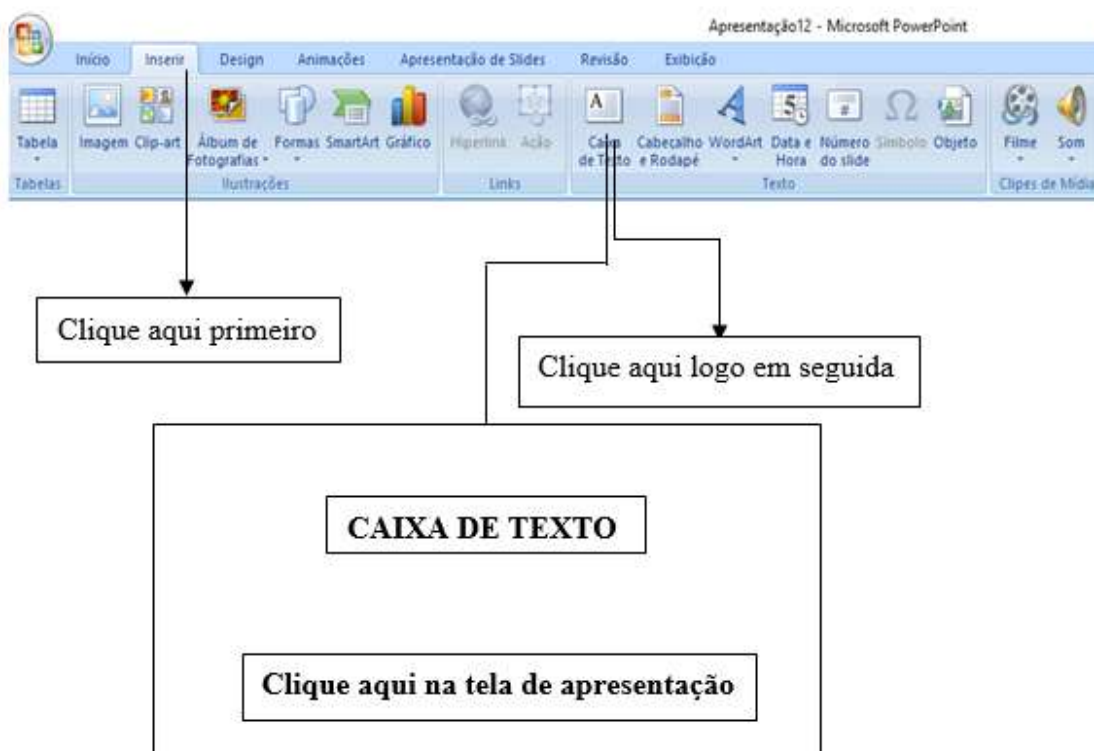 Apresentação12 - Microsoft PowerPoint
Início Inserir Design Animações Apresentação de Slides Revisão Exibição
Tabela Imagem Clip-art Álbum de Fotografias Formas SmartArt Gráfico Hiperlink Ação Caixa de Texto Cabeçalho e Rodapé WordArt Data e Hora Número do slide Símbolo Objeto Filme Som
Tabelas Ilustrações Links Texto Clipes de Mídia
Clique aqui primeiro
Clique aqui logo em seguida
CAIXA DE TEXTO
Clique aqui na tela de apresentação